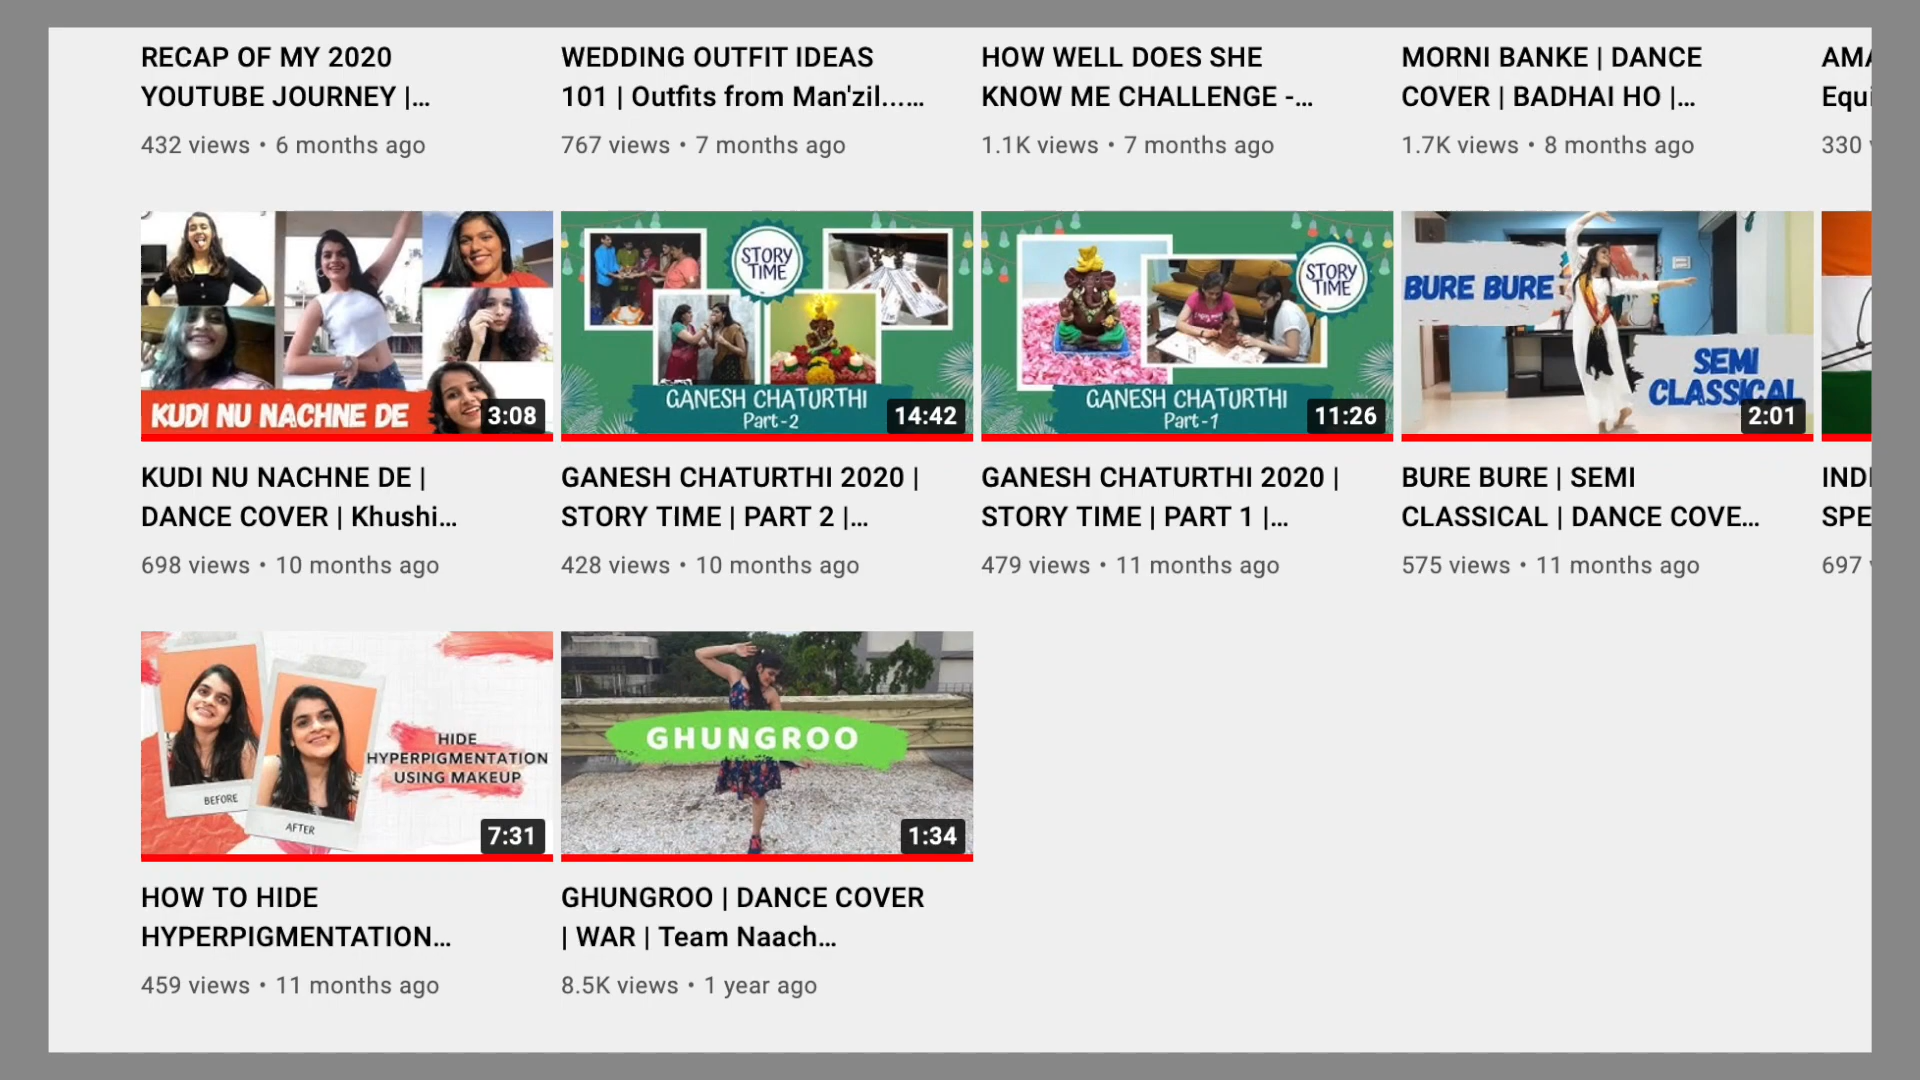 RECAP OF MY 2020
YOUTUBE JOURNEY |...
432 views • 6 months ago
WEDDING OUTFIT IDEAS
101 | Outfits from Man'zil......
767 views • 7 months ago
HOW WELL DOES SHE
KNOW ME CHALLENGE -...
1.1K views • 7 months ago
MORNI BANKE | DANCE
COVER | BADHAI HO |...
1.7K views • 8 months ago
330
KUDI NU NACHNE DE
3:08
KUDI NU NACHNE DE |
DANCE COVER | Khushi...
698 views • 10 months ago
STORY
TIME
GANESH CHATURTHI
Part-2
14:42
GANESH CHATURTHI 2020 |
STORY TIME | PART 2 |...
428 views • 10 months ago
STORY
TIME
GANESH CHATURTHI
Part-1
11:26
GANESH CHATURTHI 2020 |
STORY TIME | PART 1 |...
479 views • 11 months ago
BURE BURE
SEMI
CLASSICAL
2:01
BURE BURE | SEMI
CLASSICAL | DANCE COVE...
575 views • 11 months ago
697
HIDE
HYPERPIGMENTATION
USING MAKEUP
BEFORE
AFTER
7:31
HOW TO HIDE
HYPERPIGMENTATION...
459 views • 11 months ago
GHUNGROO
1:34
GHUNGROO | DANCE COVER
| WAR | Team Naach...
8.5K views • 1 year ago